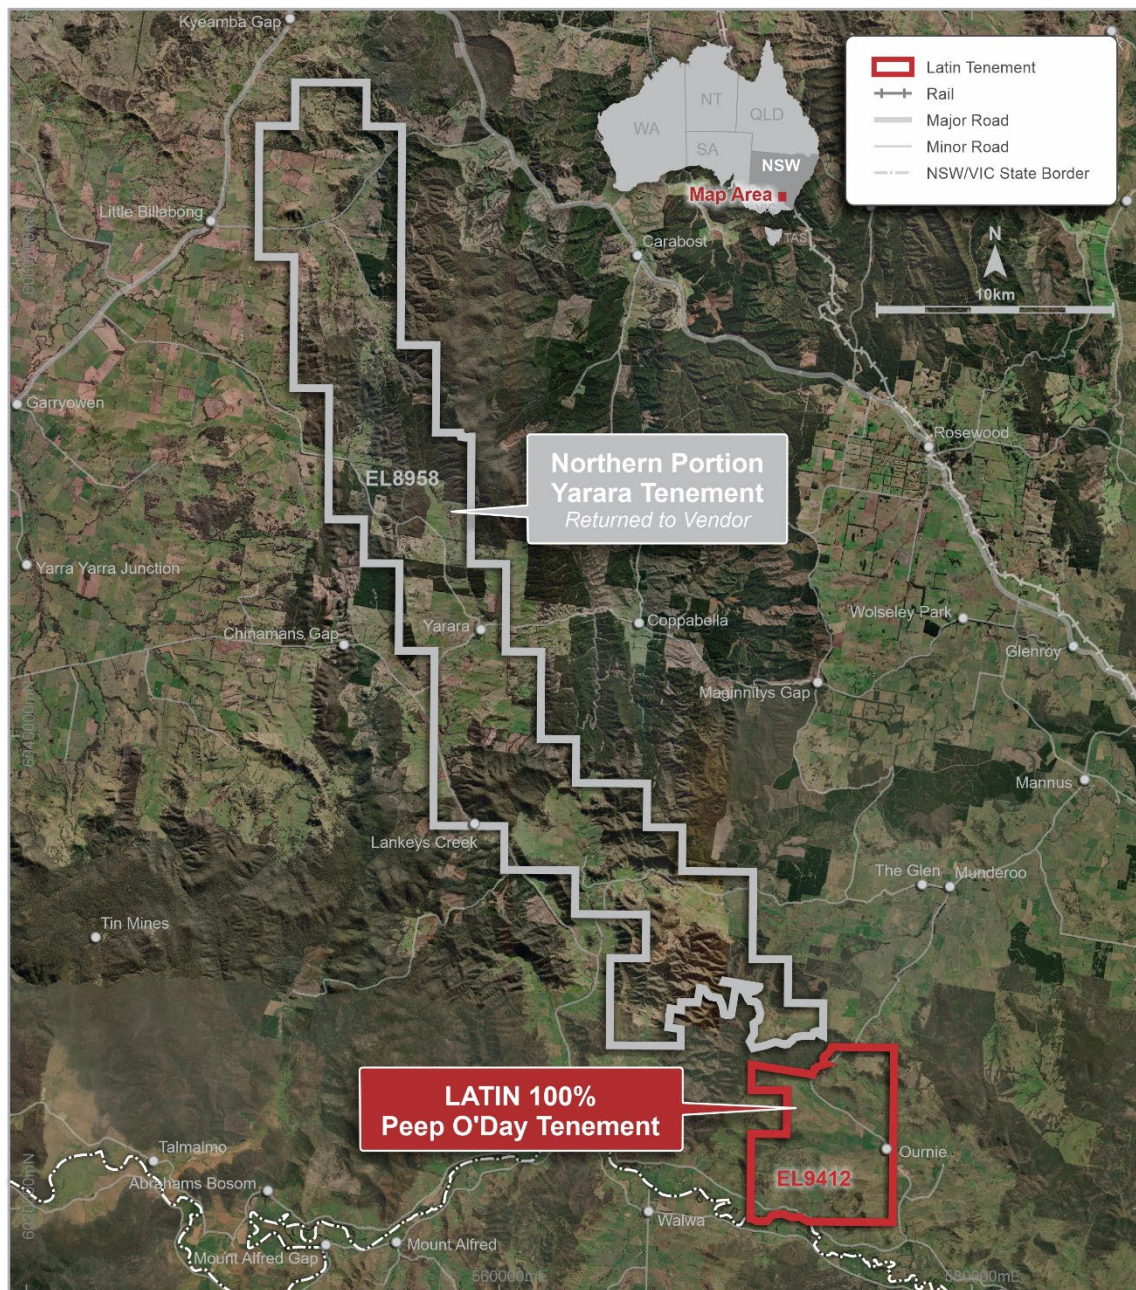 Kyeamba Gap
WA
NT
QLD
SA
NSW
Map Area
TAS
Latin Tenement
Rail
Major Road
Minor Road
NSW/VIC State Border
N
10km
Little Billabong
Carabost
Garryowen
Rosewood
EL8958
Northern Portion
Yarara Tenement
Returned to Vendor
Yarra Yarra Junction
Chinamans Gap
Yarara
Coppabella
Wolseley Park
Glenroy
Maginnitys Gap
6040000mN
Mannus
Lankeys Creek
The Glen
Munderoo
Tin Mines
LATIN 100%
Peep O'Day Tenement
Talmalmo
Abrahams Bosom
Ournie
EL9412
6020000mN
Walwa
Mount Alfred Gap
Mount Alfred
560000mE
580000mE